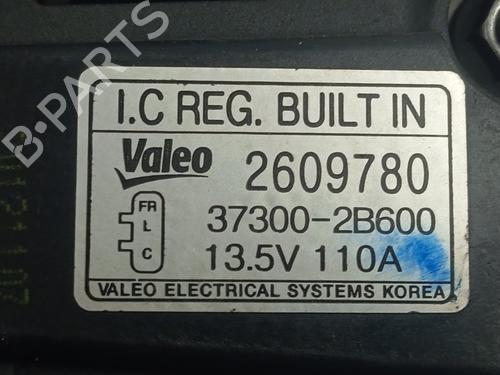 B-PARTS
I.C REG. BUILT IN
Valeo 2609780
FR
L
C
37300-2B600
13.5V 110A
VALEO ELECTRICAL SYSTEMS KOREA